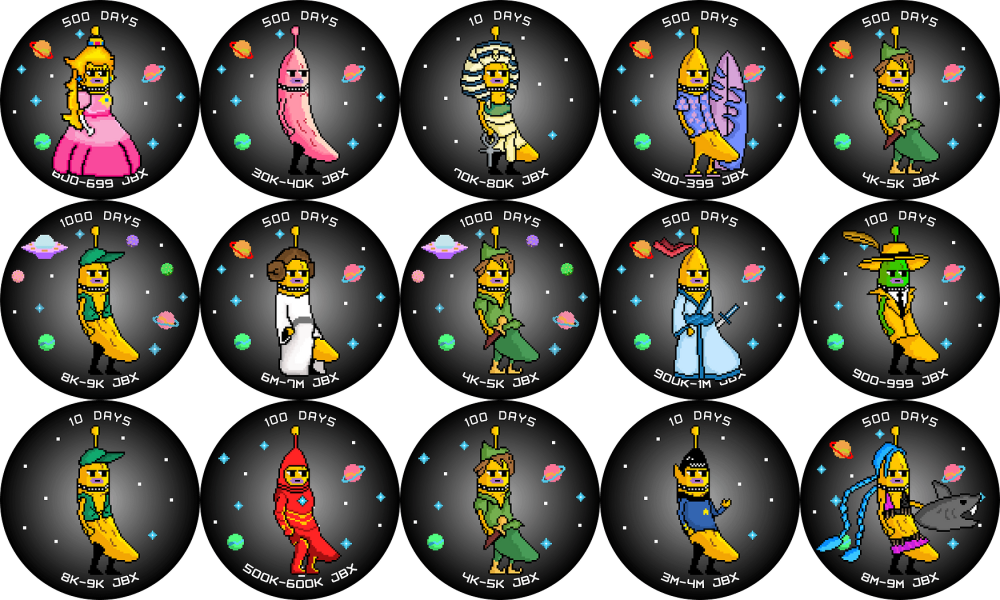 500 DAYS
600-699 JBX
500 DAYS
30K-40K JBX
10 DAYS
70K-80K JBX
500 DAYS
300-399 JBX
500 DAYS
4K-5K JBX
1000 DAYS
8K-9K JBX
500 DAYS
6M-7M JBX
1000 DAYS
4K-5K JBX
500 DAYS
900K-1M JBX
100 DAYS
900-999 JBX
10 DAYS
8K-9K JBX
100 DAYS
500K-600K JBX
100 DAYS
4K-5K JBX
10 DAYS
3M-4M JBX
500 DAYS
8M-9M JBX